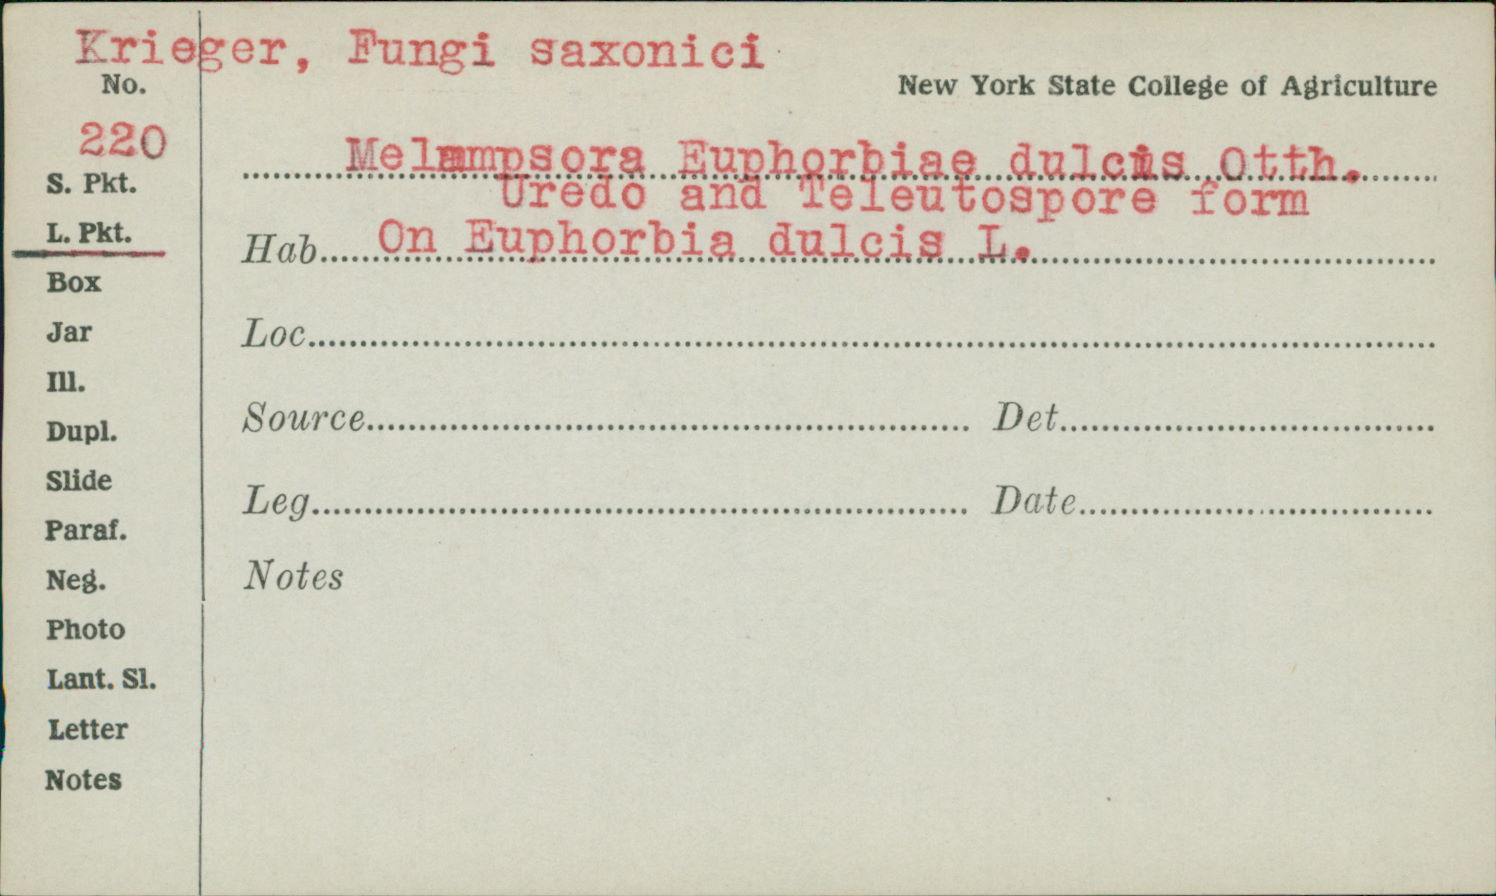 Krieger, Fungi saxonici
No.
New York State College of Agriculture
220
Melampsora Euphorbiae dulcis Otth.
S. Pkt.
Uredo and Teleutospore form
L. Pkt.
Hab. On Euphorbia dulcis L.
Box
Jar
Loc.
Ill.
Dupl.
Source Det.
Slide
Leg. Date
Paraf.
Neg.
Notes
Photo
Lant. Sl.
Letter
Notes